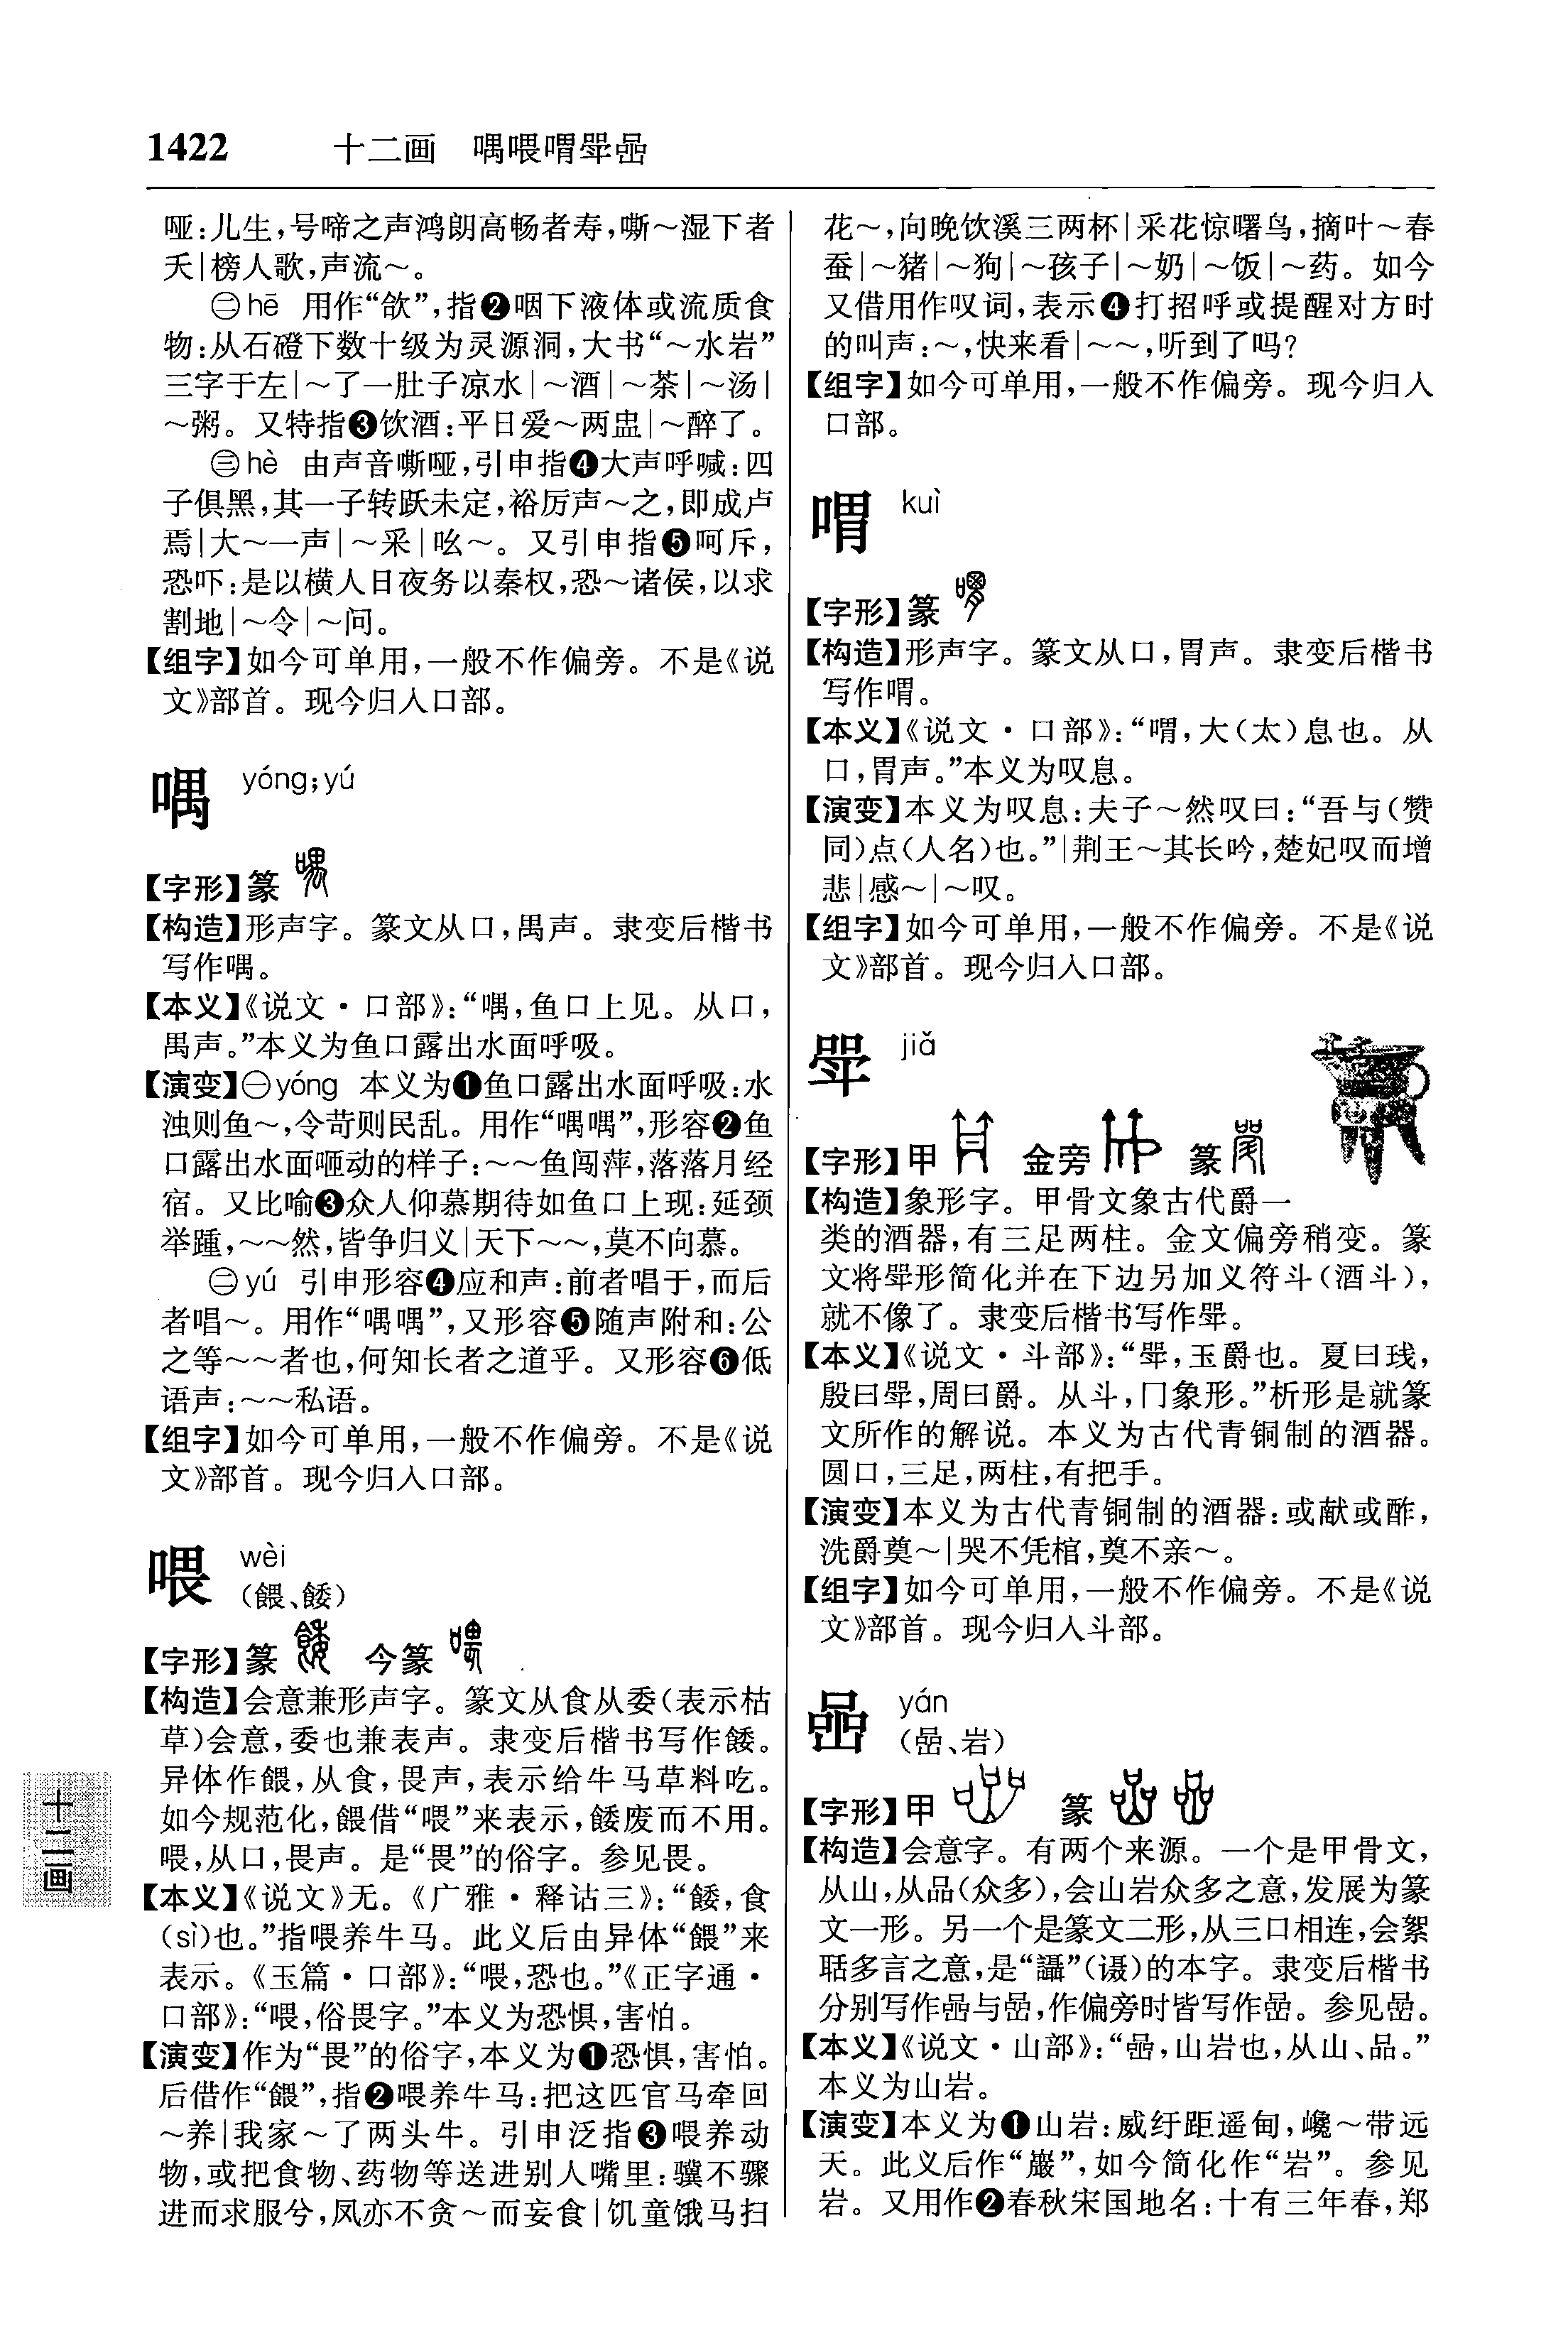 1422 十二画 喁喂喟斝嵒
哑：儿生，号啼之声鸿朗高畅者寿，嘶～湿下者
夭|榜人歌，声流～。
㊁hē 用作“欱”，指❷咽下液体或流质食
物：从石磴下数十级为灵源洞，大书“～水岩”
三字于左|～了一肚子凉水|～酒|～茶|～汤|
～粥。又特指❸饮酒：平日爱～两盅|～醉了。
㊂hè 由声音嘶哑，引申指❹大声呼喊：四
子俱黑，其一子转跃未定，裕厉声～之，即成卢
焉|大～一声|～采|吆～。又引申指❺呵斥，
恐吓：是以横人日夜务以秦权，恐～诸侯，以求
割地|～令|～问。
【组字】如今可单用，一般不作偏旁。不是《说
文》部首。现今归入口部。
喁 yóng；yú
【字形】篆
【构造】形声字。篆文从口，禺声。隶变后楷书
写作喁。
【本义】《说文·口部》：“喁，鱼口上见。从口，
禺声。”本义为鱼口露出水面呼吸。
【演变】㊀yóng 本义为❶鱼口露出水面呼吸：水
浊则鱼～，令苛则民乱。用作“喁喁”，形容❷鱼
口露出水面咂动的样子：～～鱼闯萍，落落月经
宿。又比喻❸众人仰慕期待如鱼口上现：延颈
举踵，～～然，皆争归义|天下～～，莫不向慕。
㊁yú 引申形容❹应和声：前者唱于，而后
者唱～。用作“喁喁”，又形容❺随声附和：公
之等～～者也，何知长者之道乎。又形容❻低
语声：～～私语。
【组字】如今可单用，一般不作偏旁。不是《说
文》部首。现今归入口部。
喂 wèi
（餵、餧）
【字形】篆 今篆
【构造】会意兼形声字。篆文从食从委（表示枯
草）会意，委也兼表声。隶变后楷书写作餧。
异体作餵，从食，畏声，表示给牛马草料吃。
如今规范化，餵借“喂”来表示，餧废而不用。
喂，从口，畏声。是“畏”的俗字。参见畏。
【本义】《说文》无。《广雅·释诂三》：“餧，食
（sì）也。”指喂养牛马。此义后由异体“餵”来
表示。《玉篇·口部》：“喂，恐也。”《正字通·
口部》：“喂，俗畏字。”本义为恐惧，害怕。
【演变】作为“畏”的俗字，本义为❶恐惧，害怕。
后借作“餵”，指❷喂养牛马：把这匹官马牵回
～养|我家～了两头牛。引申泛指❸喂养动
物，或把食物、药物等送进别人嘴里：骥不骤
进而求服兮，凤亦不贪～而妄食|饥童饿马扫
花～，向晚饮溪三两杯|采花惊曙鸟，摘叶～春
蚕|～猪|～狗|～孩子|～奶|～饭|～药。如今
又借用作叹词，表示❹打招呼或提醒对方时
的叫声：～，快来看|～～，听到了吗？
【组字】如今可单用，一般不作偏旁。现今归入
口部。
喟 kuì
【字形】篆
【构造】形声字。篆文从口，胃声。隶变后楷书
写作喟。
【本义】《说文·口部》：“喟，大（太）息也。从
口，胃声。”本义为叹息。
【演变】本义为叹息：夫子～然叹曰：“吾与（赞
同）点（人名）也。”|荆王～其长吟，楚妃叹而增
悲|感～|～叹。
【组字】如今可单用，一般不作偏旁。不是《说
文》部首。现今归入口部。
斝 jiǎ
【字形】甲 金旁 篆
【构造】象形字。甲骨文象古代爵一
类的酒器，有三足两柱。金文偏旁稍变。篆
文将斝形简化并在下边另加义符斗（酒斗），
就不像了。隶变后楷书写作斝。
【本义】《说文·斗部》：“斝，玉爵也。夏曰琖，
殷曰斝，周曰爵。从斗，冂象形。”析形是就篆
文所作的解说。本义为古代青铜制的酒器。
圆口，三足，两柱，有把手。
【演变】本义为古代青铜制的酒器：或献或酢，
洗爵奠～|哭不凭棺，奠不亲～。
【组字】如今可单用，一般不作偏旁。不是《说
文》部首。现今归入斗部。
嵒 yán
（喦、岩）
【字形】甲 篆
【构造】会意字。有两个来源。一个是甲骨文，
从山，从品（众多），会山岩众多之意，发展为篆
文一形。另一个是篆文二形，从三口相连，会絮
聒多言之意，是“讘”（谝）的本字。隶变后楷书
分别写作嵒与喦，作偏旁时皆写作喦。参见喦。
【本义】《说文·山部》：“嵒，山岩也，从山、品。”
本义为山岩。
【演变】本义为❶山岩：威纡距遥甸，巉～带远
天。此义后作“巖”，如今简化作“岩”。参见
岩。又用作❷春秋宋国地名：十有三年春，郑
十二画